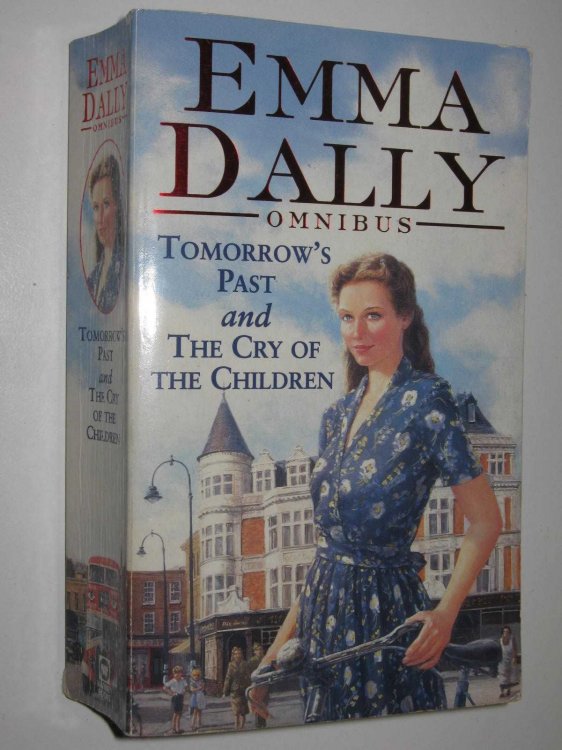 EMMA
DALLY
OMNIBUS
TOMORROW'S
PAST
and
THE CRY OF
THE CHILDREN
EMMA
DALLY
OMNIBUS
TOMORROW'S
PAST
and
THE CRY
OF THE
CHILDREN